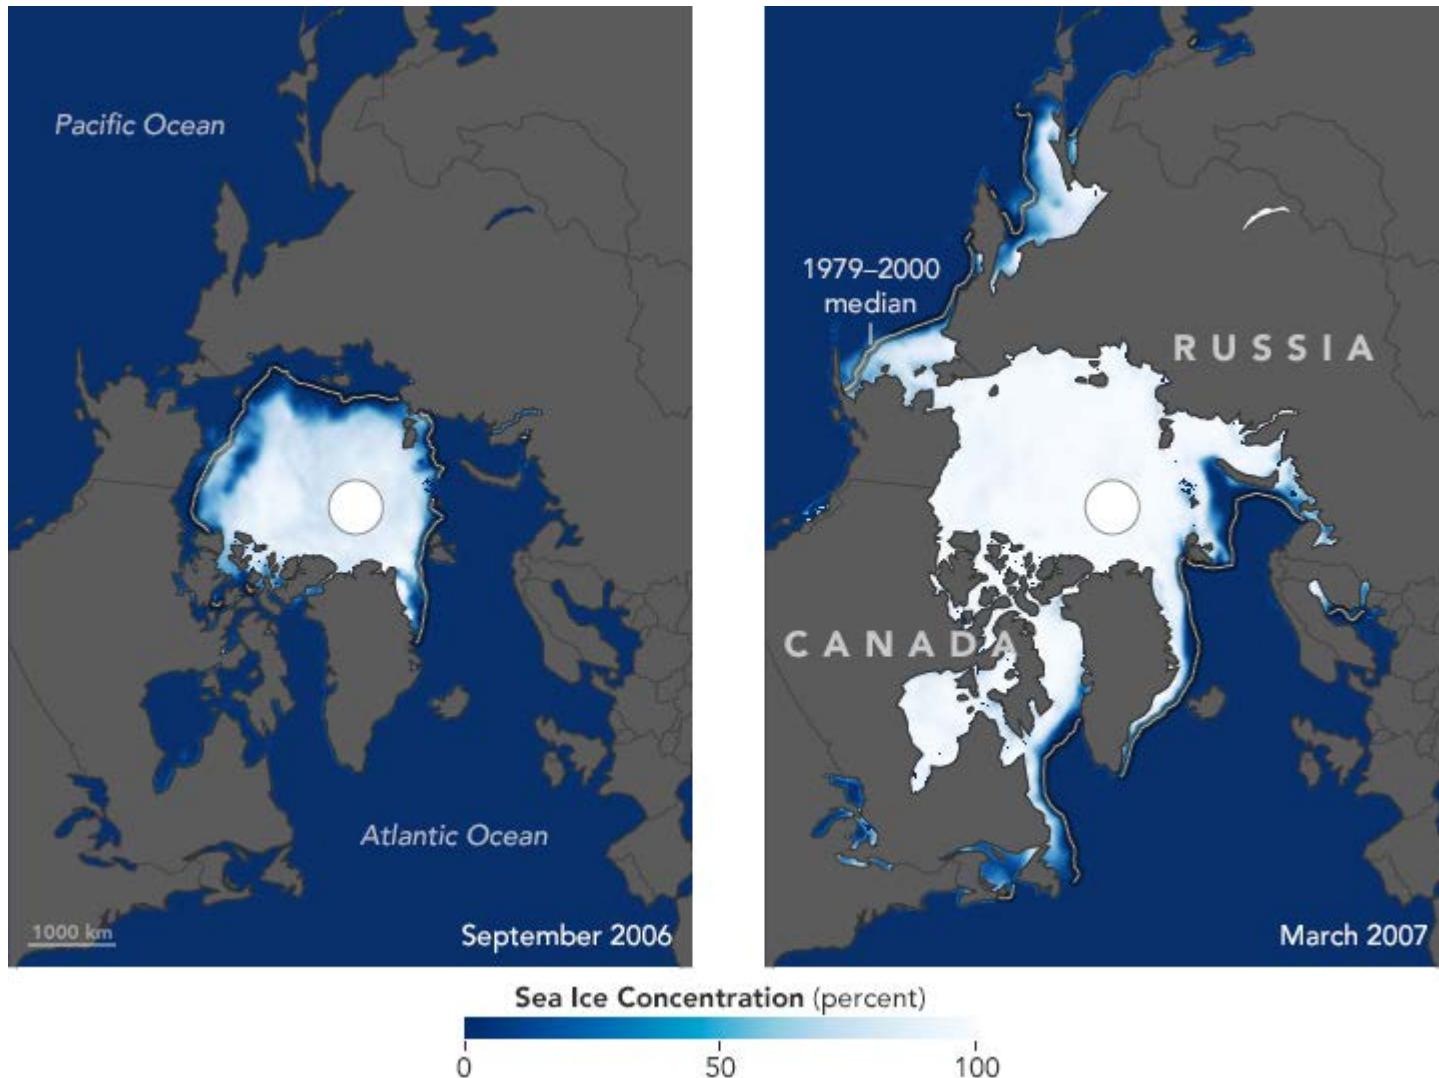 Pacific Ocean
Atlantic Ocean
1000 km
September 2006
1979–2000
median
RUSSIA
CANADA
March 2007
Sea Ice Concentration (percent)
0 50 100